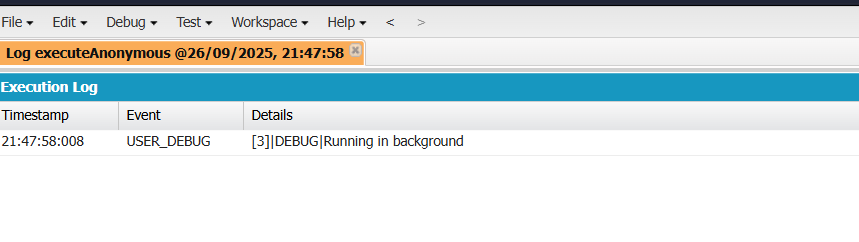 File Edit Debug Test Workspace Help < >
Log executeAnonymous @26/09/2025, 21:47:58
Execution Log
Timestamp Event Details
21:47:58:008 USER_DEBUG [3]|DEBUG|Running in background